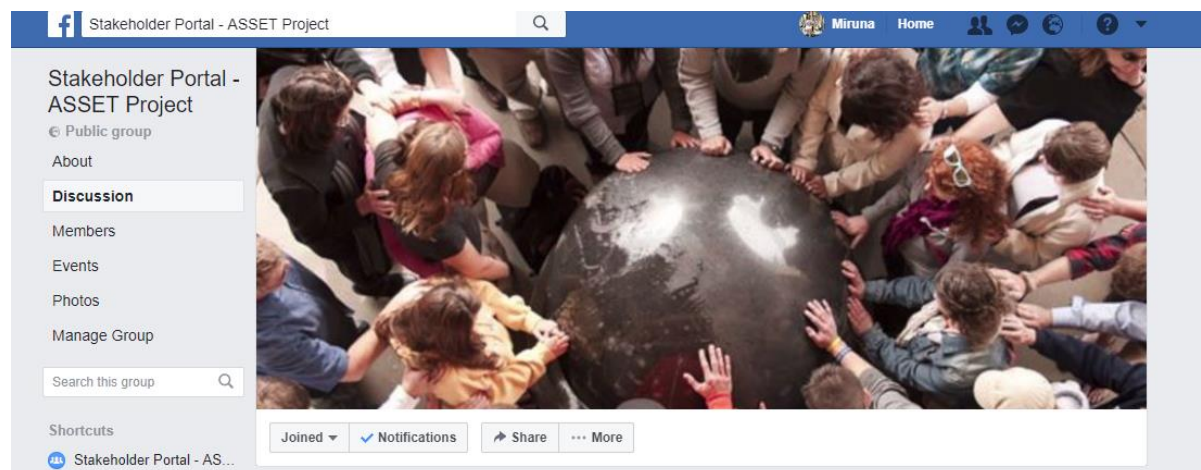 Stakeholder Portal - ASSET Project
Miruna Home
Stakeholder Portal -
ASSET Project
Public group
About
Discussion
Members
Events
Photos
Manage Group
Search this group
Shortcuts
Stakeholder Portal - AS...
Joined Notifications Share More